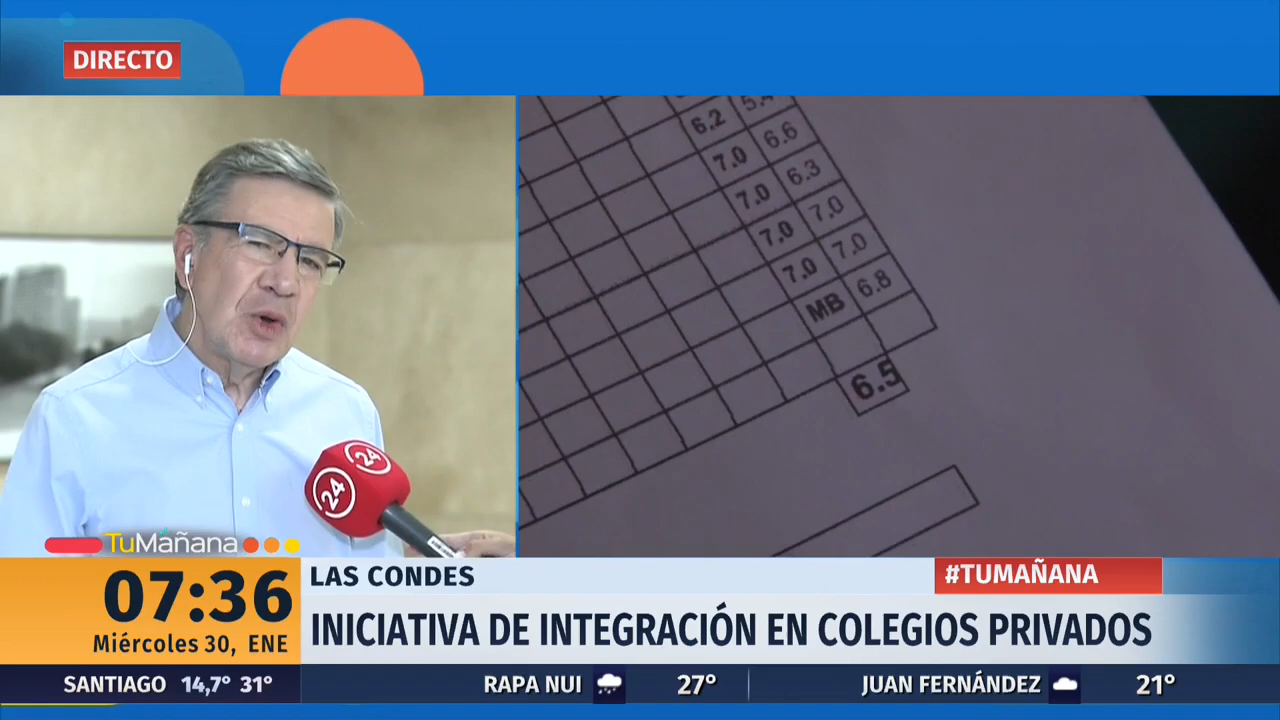 DIRECTO
6.2 5.4
7.0 6.6
7.0 6.3
7.0 7.0
7.0 7.0
MB 6.8
6.5
24
24
TuMañana
07:36
Miércoles 30, ENE
LAS CONDES
#TUMAÑANA
INICIATIVA DE INTEGRACIÓN EN COLEGIOS PRIVADOS
SANTIAGO 14,7° 31°
RAPA NUI 27°
JUAN FERNÁNDEZ 21°